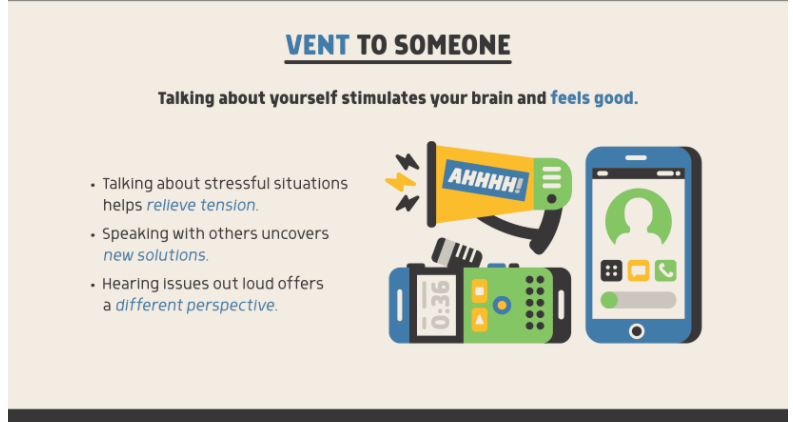 VENT TO SOMEONE
Talking about yourself stimulates your brain and feels good.
• Talking about stressful situations
helps relieve tension.
• Speaking with others uncovers
new solutions.
• Hearing issues out loud offers
a different perspective.
AHHHH!
0:36